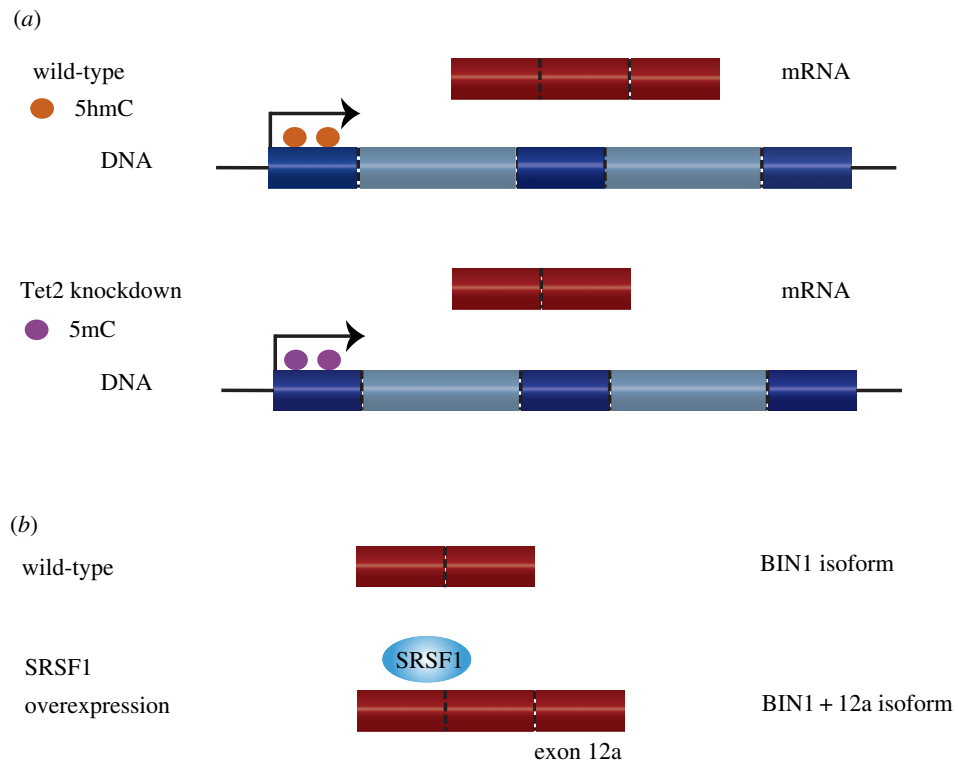 (a)
wild-type
mRNA
5hmC
DNA
Tet2 knockdown
mRNA
5mC
DNA
(b)
wild-type
BIN1 isoform
SRSF1
SRSF1
overexpression
BIN1 + 12a isoform
exon 12a